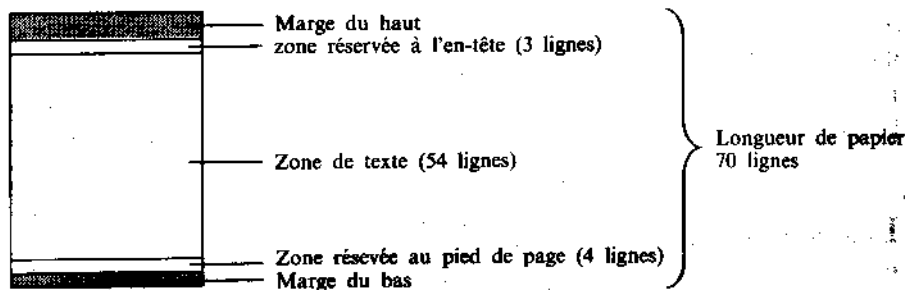 Marge du haut
zone réservée à l'en-tête (3 lignes)
Zone de texte (54 lignes)
Longueur de papier
70 lignes
Zone résevée au pied de page (4 lignes)
Marge du bas